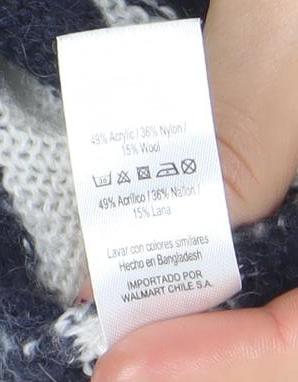 49% Acrylic / 36% Nylon /
15% Wool
49% Acrílico / 36% Nailon /
15% Lana
Lavar con colores similares
Hecho en Bangladesh
IMPORTADO POR
WALMART CHILE S.A.